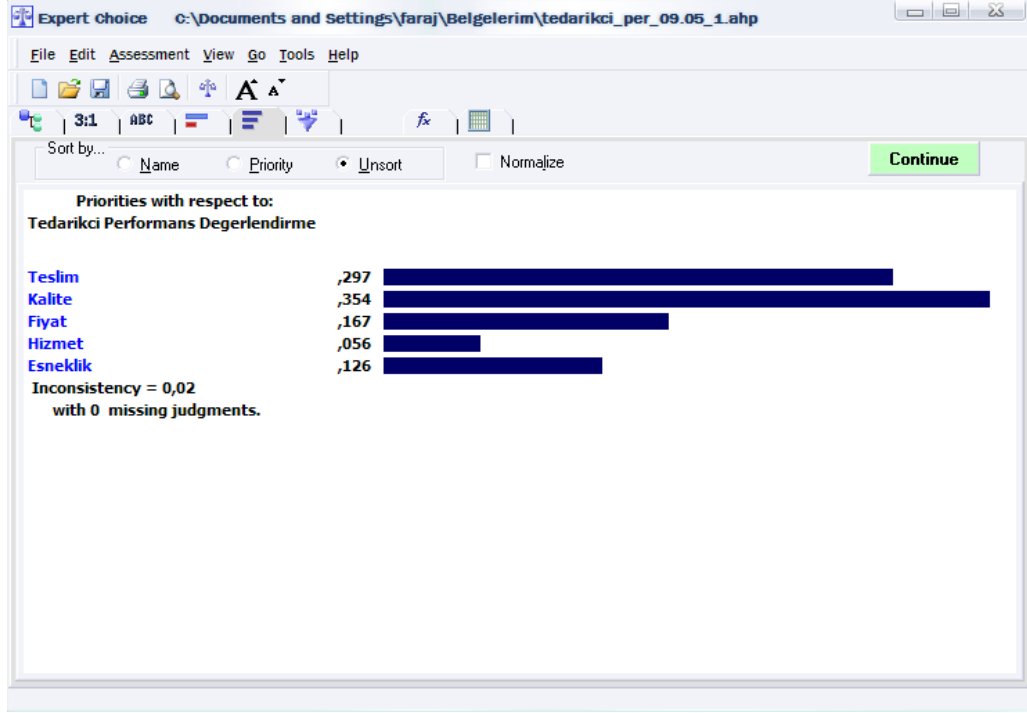 Expert Choice C:\Documents and Settings\faraj\Belgelerim\tedarikci_per_09.05_1.ahp
File Edit Assessment View Go Tools Help
A A
3:1 ABC fx
Sort by... Name Priority Unsort Normalize Continue
Priorities with respect to:
Tedarikci Performans Degerlendirme
Teslim ,297
Kalite ,354
Fiyat ,167
Hizmet ,056
Esneklik ,126
Inconsistency = 0,02
with 0 missing judgments.